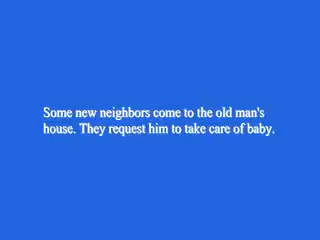 Some new neighbors come to the old man's
house. They request him to take care of baby.